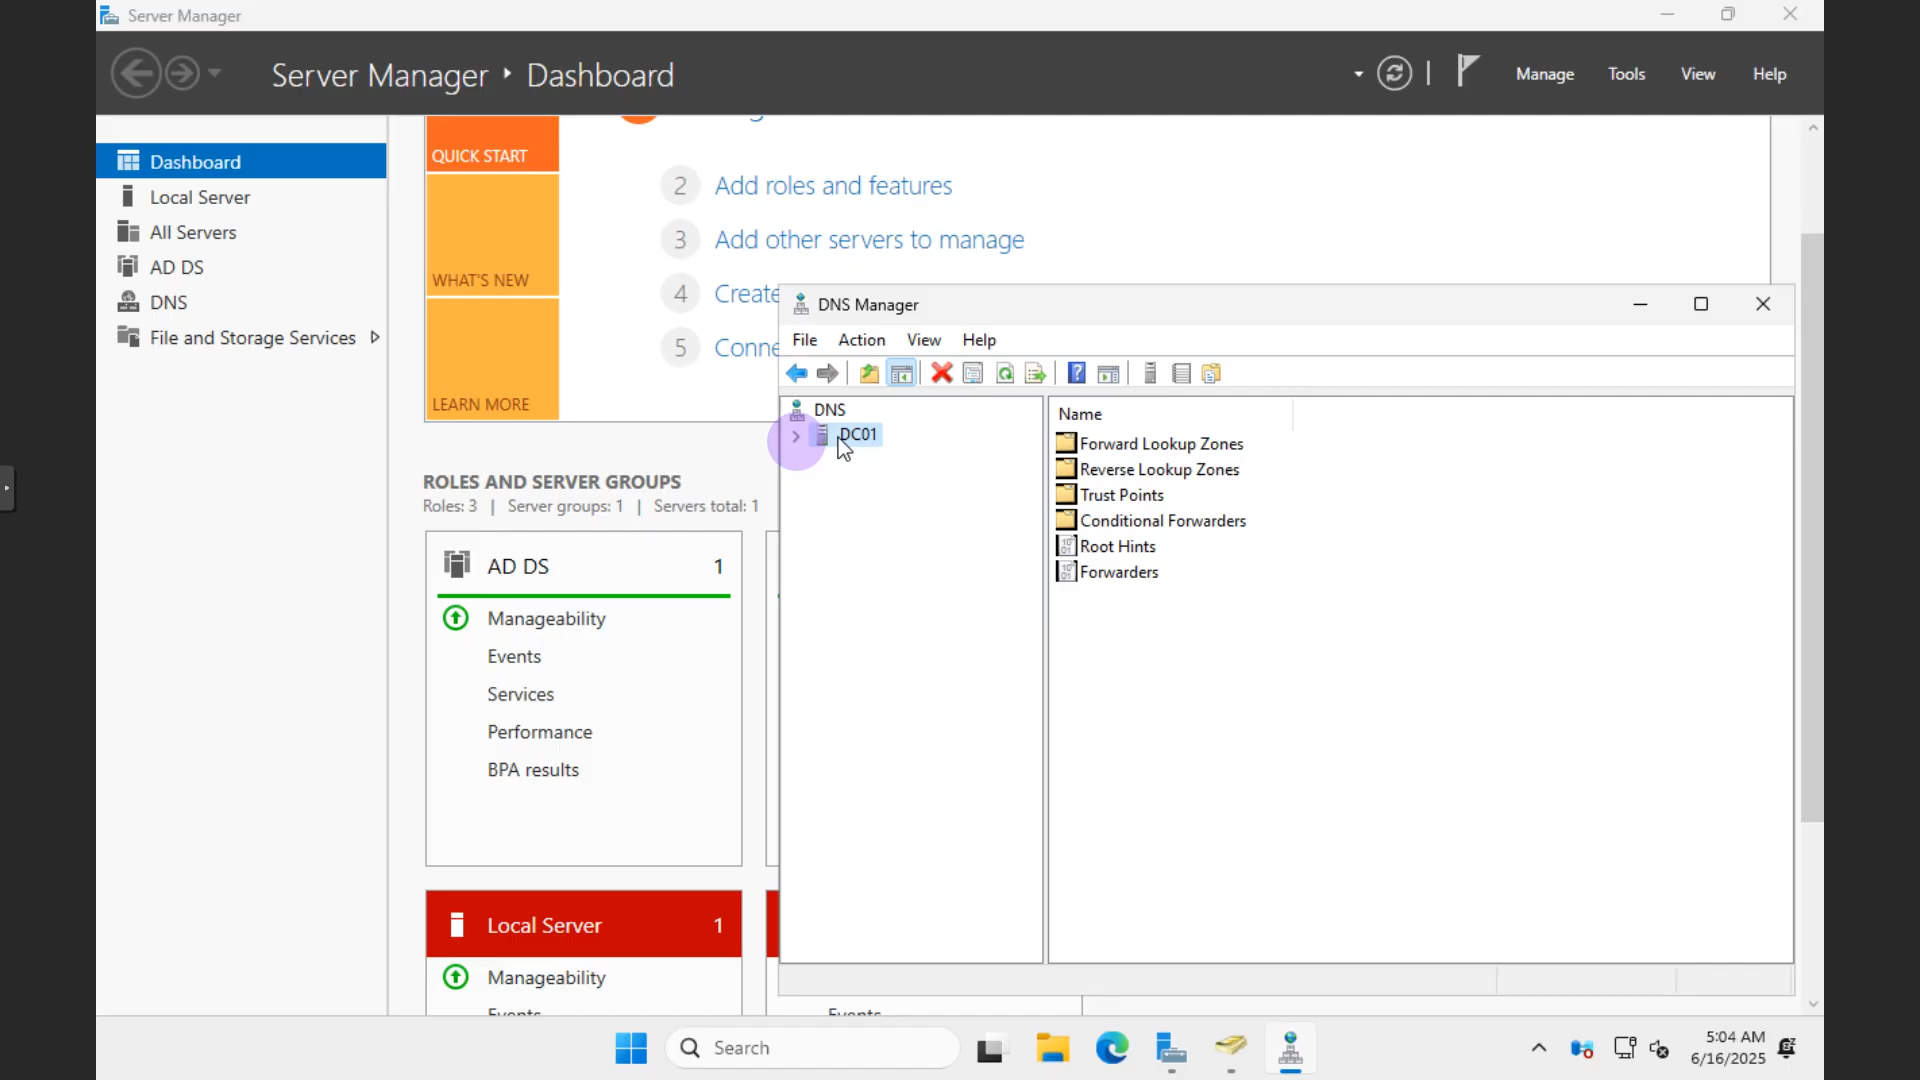 Server Manager
Server Manager ‣ Dashboard
Manage Tools View Help
Dashboard
Local Server
All Servers
AD DS
DNS
File and Storage Services
QUICK START
WHAT'S NEW
LEARN MORE
2 Add roles and features
3 Add other servers to manage
4 Create
5 Conne
ROLES AND SERVER GROUPS
Roles: 3 | Server groups: 1 | Servers total: 1
AD DS 1
Manageability
Events
Services
Performance
BPA results
Local Server 1
Manageability
Events
Events
DNS Manager
File Action View Help
DNS
DC01
Name
Forward Lookup Zones
Reverse Lookup Zones
Trust Points
Conditional Forwarders
Root Hints
Forwarders
Search
5:04 AM
6/16/2025